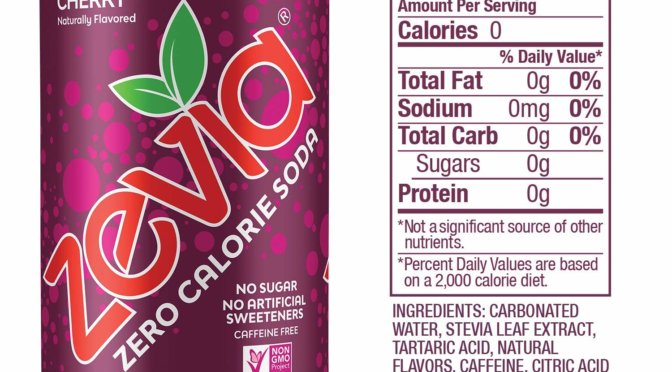 CHERRY
Naturally Flavored
zevia®
ZERO CALORIE SODA
NO SUGAR
NO ARTIFICIAL
SWEETENERS
CAFFEINE FREE
NON
GMO
Project
Amount Per Serving
Calories 0
% Daily Value*
Total Fat 0g 0%
Sodium 0mg 0%
Total Carb 0g 0%
Sugars 0g
Protein 0g
*Not a significant source of other
nutrients.
*Percent Daily Values are based
on a 2,000 calorie diet.
INGREDIENTS: CARBONATED
WATER, STEVIA LEAF EXTRACT,
TARTARIC ACID, NATURAL
FLAVORS, CAFFEINE, CITRIC ACID